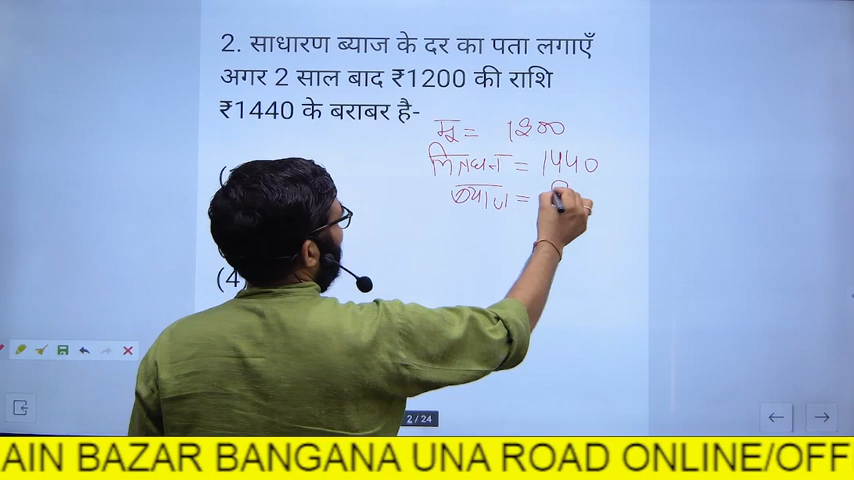 2. साधारण ब्याज के दर का पता लगाएँ
अगर 2 साल बाद ₹1200 की राशि
₹1440 के बराबर है-
मू = 1200
मिश्रधन = 1440
ब्याज =
(
(4)
2 / 24
AIN BAZAR BANGANA UNA ROAD ONLINE/OFF